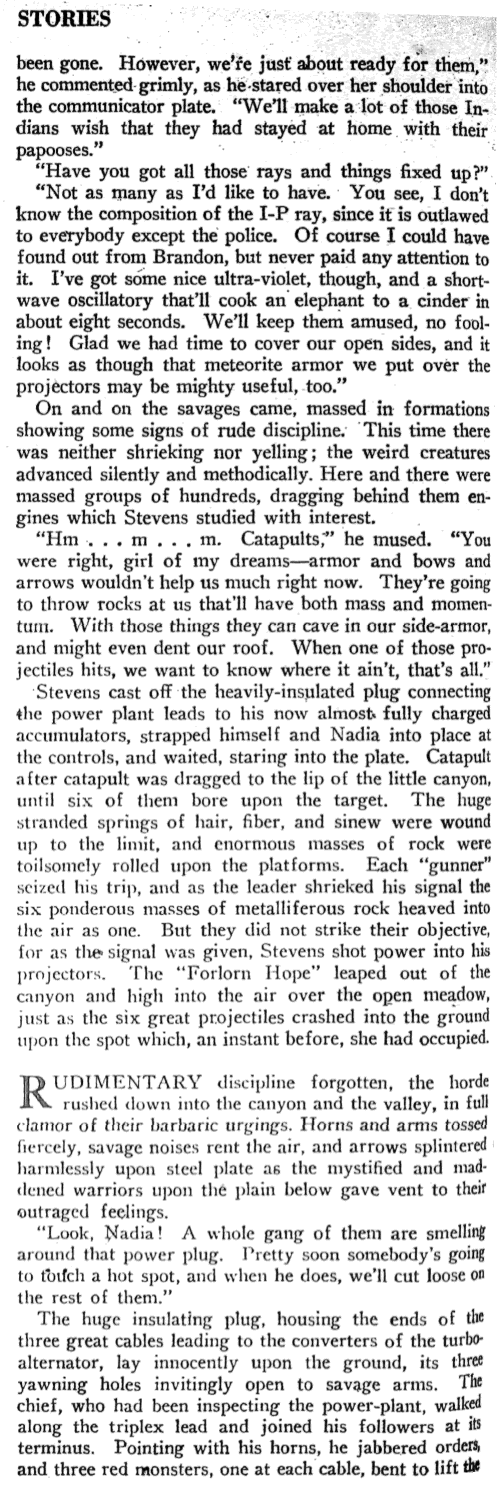 STORIES
been gone. However, we're just about ready for them,"
he commented grimly, as he stared over her shoulder into
the communicator plate. "We'll make a lot of those In-
dians wish that they had stayed at home with their
papooses."
"Have you got all those rays and things fixed up?"
"Not as many as I'd like to have. You see, I don't
know the composition of the I-P ray, since it is outlawed
to everybody except the police. Of course I could have
found out from Brandon, but never paid any attention to
it. I've got some nice ultra-violet, though, and a short-
wave oscillatory that'll cook an elephant to a cinder in
about eight seconds. We'll keep them amused, no fool-
ing! Glad we had time to cover our open sides, and it
looks as though that meteorite armor we put over the
projectors may be mighty useful, too."
On and on the savages came, massed in formations
showing some signs of rude discipline. This time there
was neither shrieking nor yelling; the weird creatures
advanced silently and methodically. Here and there were
massed groups of hundreds, dragging behind them en-
gines which Stevens studied with interest.
"Hm . . . m . . . m. Catapults," he mused. "You
were right, girl of my dreams—armor and bows and
arrows wouldn't help us much right now. They're going
to throw rocks at us that'll have both mass and momen-
tum. With those things they can cave in our side-armor,
and might even dent our roof. When one of those pro-
jectiles hits, we want to know where it ain't, that's all."
Stevens cast off the heavily-insulated plug connecting
the power plant leads to his now almost fully charged
accumulators, strapped himself and Nadia into place at
the controls, and waited, staring into the plate. Catapult
after catapult was dragged to the lip of the little canyon,
until six of them bore upon the target. The huge
stranded springs of hair, fiber, and sinew were wound
up to the limit, and enormous masses of rock were
toilsomely rolled upon the platforms. Each "gunner"
seized his trip, and as the leader shrieked his signal the
six ponderous masses of metalliferous rock heaved into
the air as one. But they did not strike their objective,
for as the signal was given, Stevens shot power into his
projectors. The "Forlorn Hope" leaped out of the
canyon and high into the air over the open meadow,
just as the six great projectiles crashed into the ground
upon the spot which, an instant before, she had occupied.
RUDIMENTARY discipline forgotten, the horde
rushed down into the canyon and the valley, in full
clamor of their barbaric urgings. Horns and arms tossed
fiercely, savage noises rent the air, and arrows splintered
harmlessly upon steel plate as the mystified and mad-
dened warriors upon the plain below gave vent to their
outraged feelings.
"Look, Nadia! A whole gang of them are smelling
around that power plug. Pretty soon somebody's going
to touch a hot spot, and when he does, we'll cut loose on
the rest of them."
The huge insulating plug, housing the ends of the
three great cables leading to the converters of the turbo-
alternator, lay innocently upon the ground, its three
yawning holes invitingly open to savage arms. The
chief, who had been inspecting the power-plant, walked
along the triplex lead and joined his followers at its
terminus. Pointing with his horns, he jabbered orders,
and three red monsters, one at each cable, bent to lift the